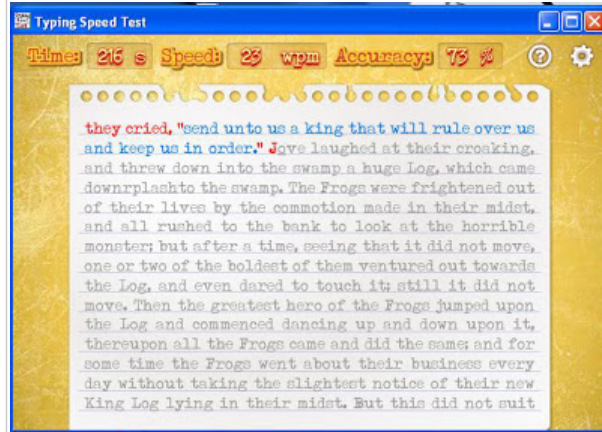 Typing Speed Test
Time: 216 s Speed: 23 wpm Accuracy: 73 %
they cried, "send unto us a king that will rule over us
and keep us in order." Jove laughed at their croaking,
and threw down into the swamp a huge Log, which came
downrplashto the swamp. The Frogs were frightened out
of their lives by the commotion made in their midst,
and all rushed to the bank to look at the horrible
monster; but after a time, seeing that it did not move,
one or two of the boldest of them ventured out towards
the Log, and even dared to touch it; still it did not
move. Then the greatest hero of the Frogs jumped upon
the Log and commenced dancing up and down upon it,
thereupon all the Frogs came and did the same; and for
some time the Frogs went about their business every
day without taking the slightest notice of their new
King Log lying in their midst. But this did not suit